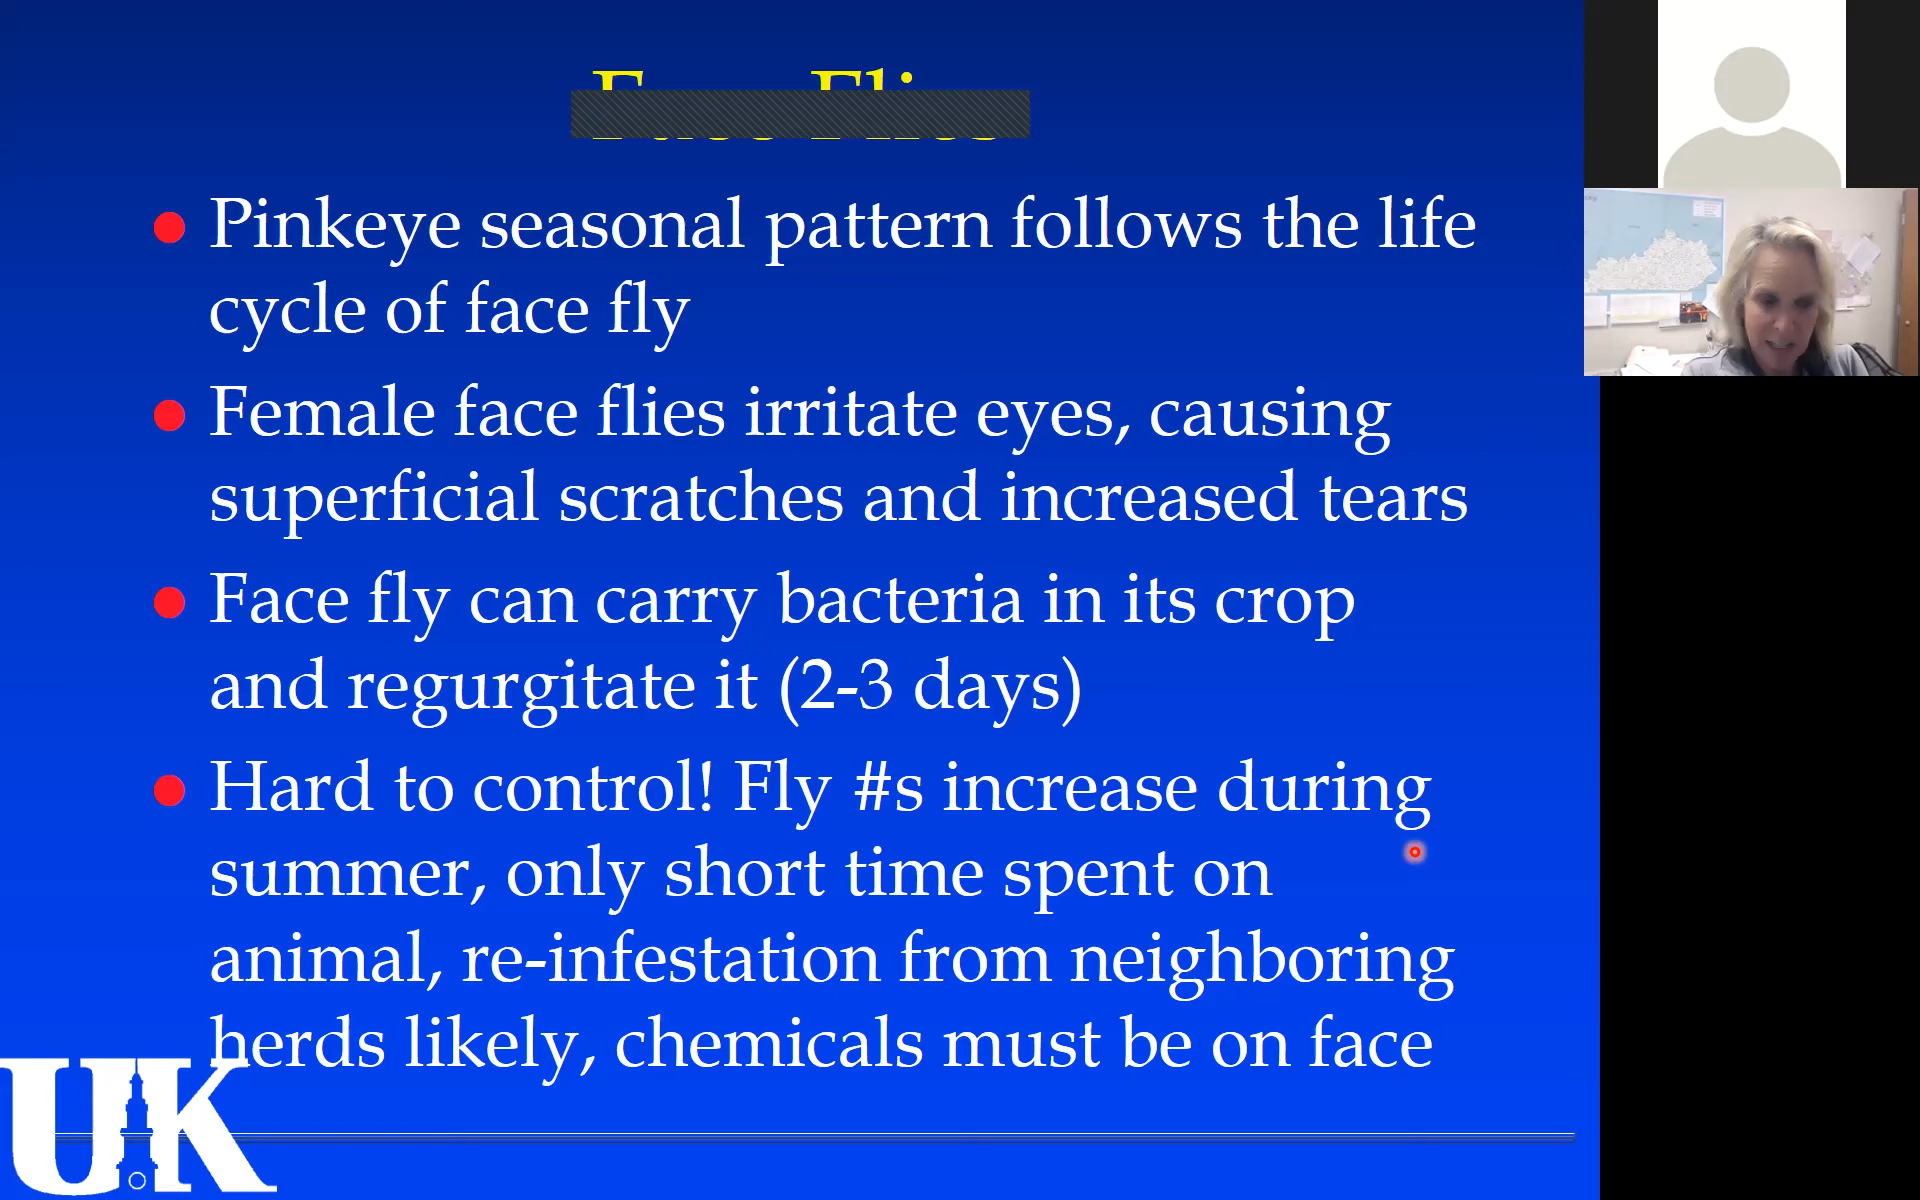 Face Flies
Pinkeye seasonal pattern follows the life
cycle of face fly
Female face flies irritate eyes, causing
superficial scratches and increased tears
Face fly can carry bacteria in its crop
and regurgitate it (2-3 days)
Hard to control! Fly #s increase during
summer, only short time spent on
animal, re-infestation from neighboring
herds likely, chemicals must be on face
UK